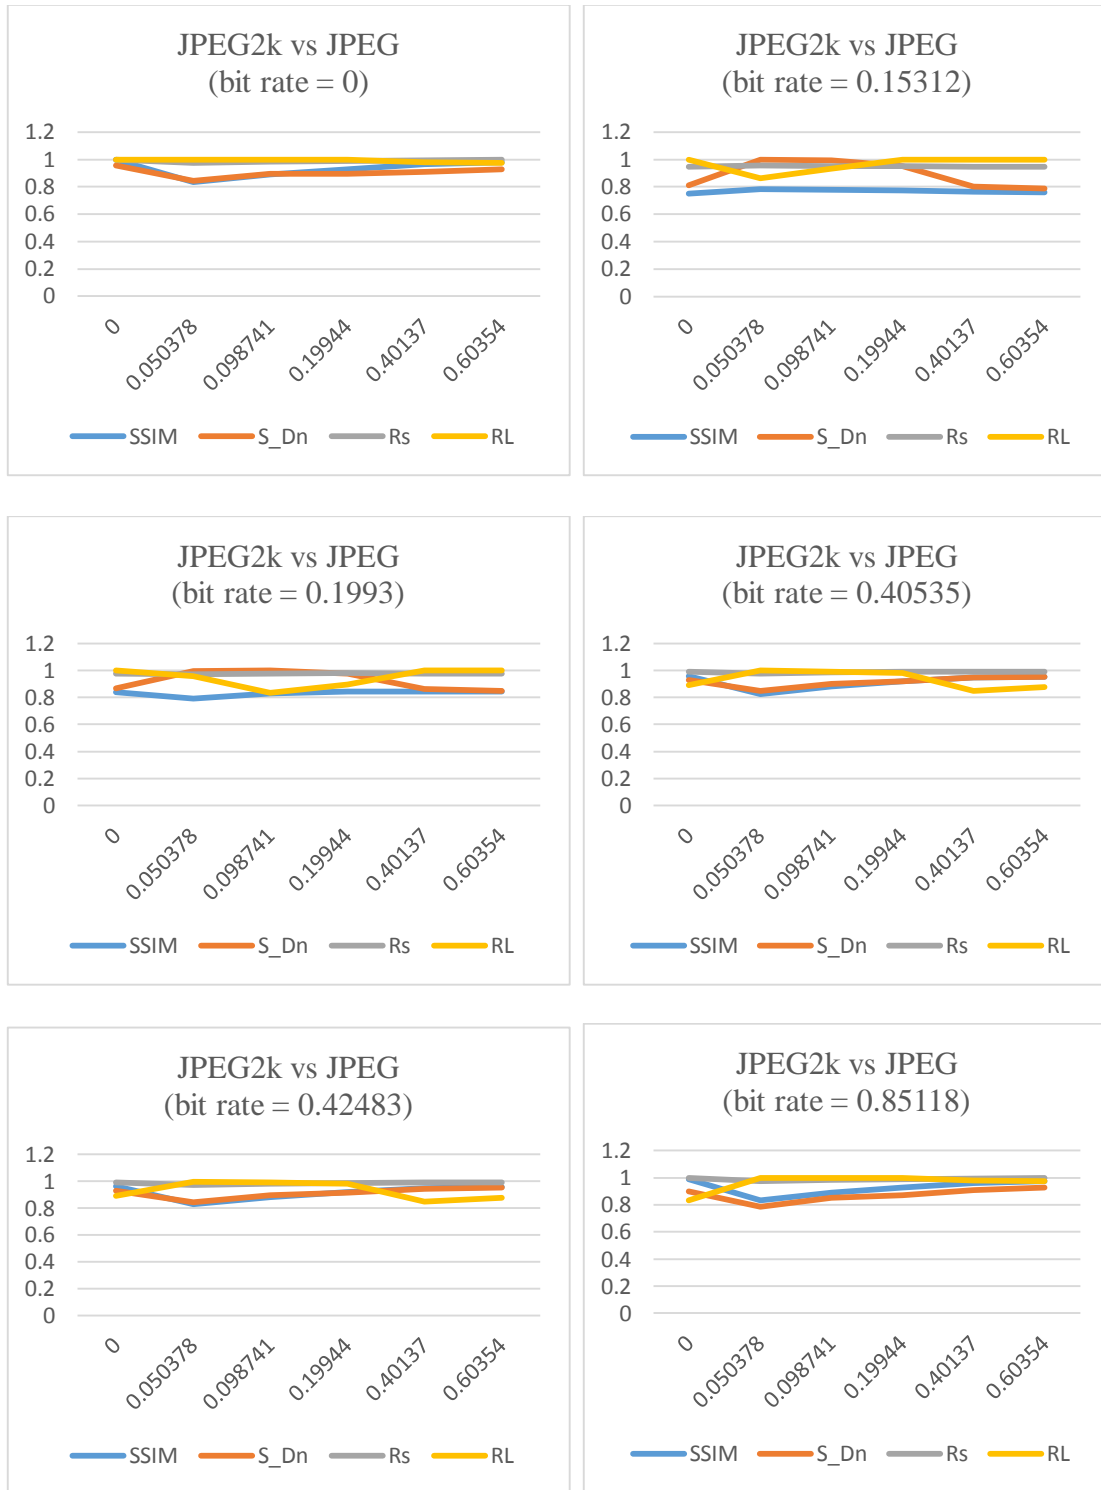 JPEG2k vs JPEG
(bit rate = 0)
1.2
1
0.8
0.6
0.4
0.2
0
0 0.050378 0.098741 0.19944 0.40137 0.60354
SSIM S_Dn Rs RL
JPEG2k vs JPEG
(bit rate = 0.15312)
1.2
1
0.8
0.6
0.4
0.2
0
0 0.050378 0.098741 0.19944 0.40137 0.60354
SSIM S_Dn Rs RL
JPEG2k vs JPEG
(bit rate = 0.1993)
1.2
1
0.8
0.6
0.4
0.2
0
0 0.050378 0.098741 0.19944 0.40137 0.60354
SSIM S_Dn Rs RL
JPEG2k vs JPEG
(bit rate = 0.40535)
1.2
1
0.8
0.6
0.4
0.2
0
0 0.050378 0.098741 0.19944 0.40137 0.60354
SSIM S_Dn Rs RL
JPEG2k vs JPEG
(bit rate = 0.42483)
1.2
1
0.8
0.6
0.4
0.2
0
0 0.050378 0.098741 0.19944 0.40137 0.60354
SSIM S_Dn Rs RL
JPEG2k vs JPEG
(bit rate = 0.85118)
1.2
1
0.8
0.6
0.4
0.2
0
0 0.050378 0.098741 0.19944 0.40137 0.60354
SSIM S_Dn Rs RL